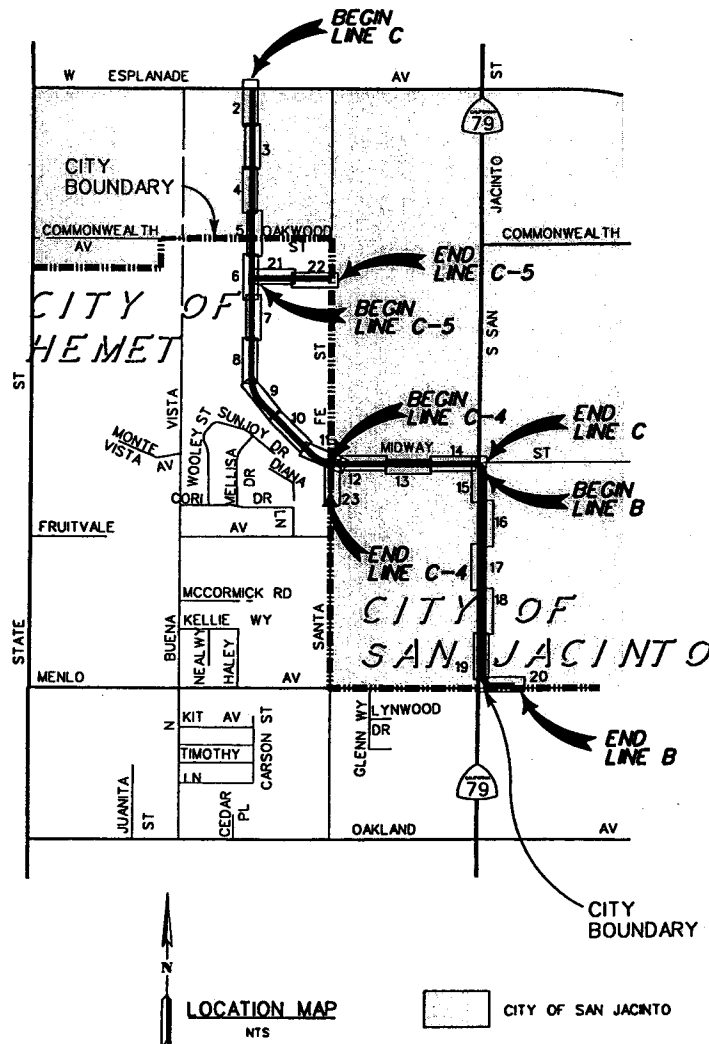 BEGIN
LINE C
W ESPLANADE AV
ST
CALIFORNIA
79
2
3
4
CITY
BOUNDARY
JACINTO
COMMONWEALTH
AV
5
OAKWOOD
ST
COMMONWEALTH
6
21
22
END
LINE C-5
CITY OF
HEMET
BEGIN
LINE C-5
7
8
ST
S SAN
ST
VISTA
FE
9
10
11
BEGIN
LINE C-4
END
LINE C
MONTE
VISTA
AV
WOOLEY ST
SUNJOY DR
MELLISA
DR
DIANA
LN
CORI DR
MIDWAY
ST
12
13
14
15
23
BEGIN
LINE B
FRUITVALE AV
16
END
LINE C-4
17
18
MCCORMICK RD
KELLIE WY
NEALWY
HALEY
CITY OF
SAN JACINTO
STATE
BUENA
SANTA
19
20
MENLO AV
END
LINE B
N
KIT AV
TIMOTHY
LN
CARSON ST
GLENN WY
LYNWOOD
DR
CALIFORNIA
79
JUANITA
ST
CEDAR
PL
OAKLAND AV
CITY
BOUNDARY
N
LOCATION MAP
NTS
CITY OF SAN JACINTO